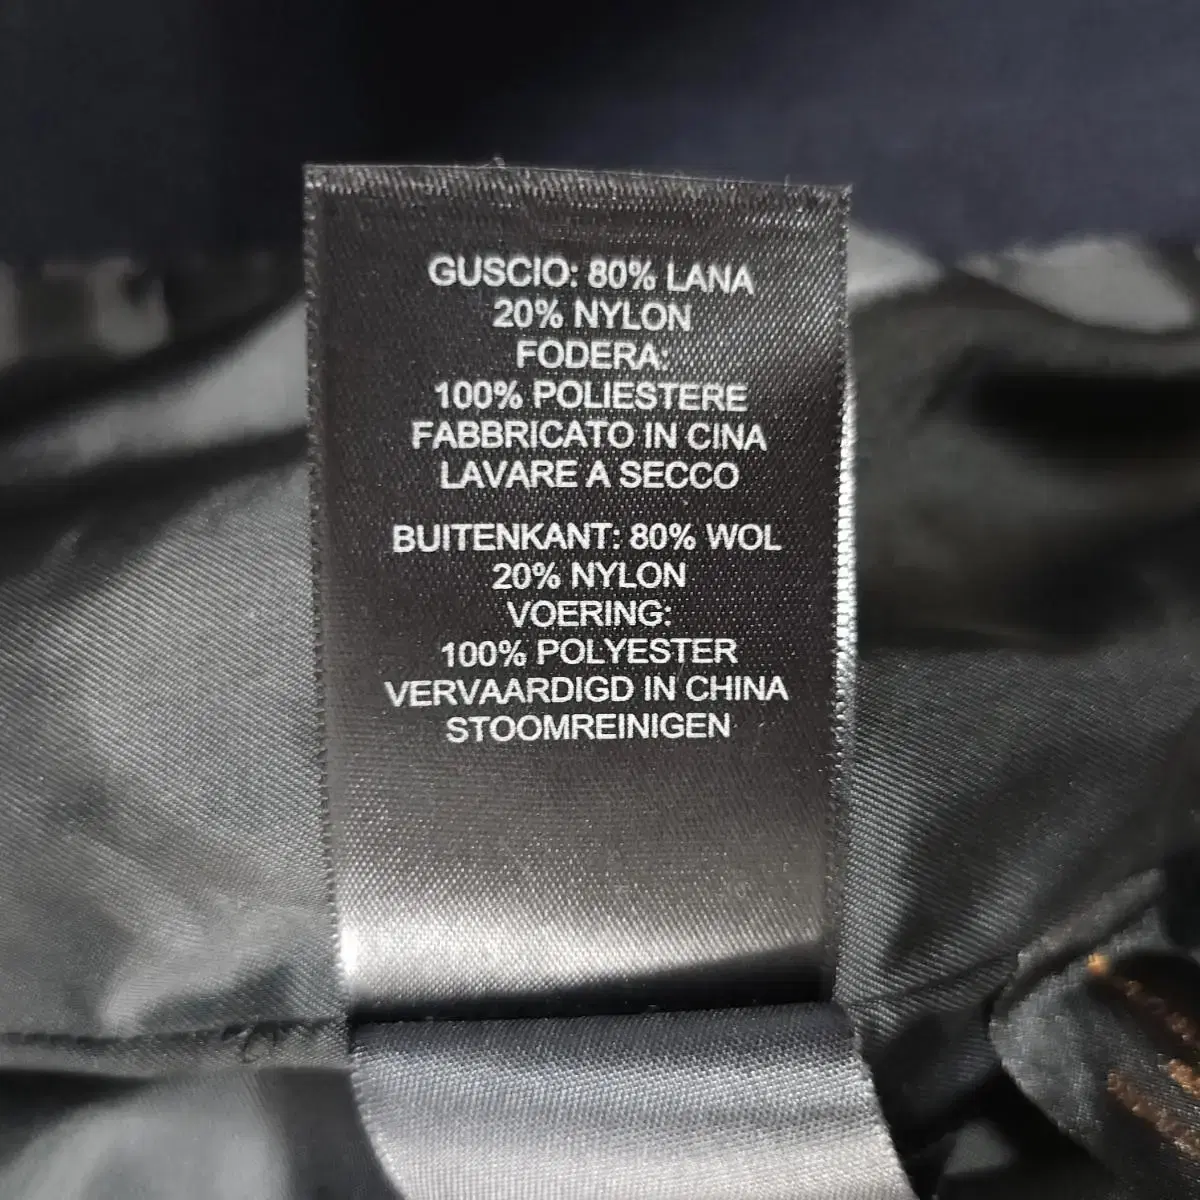 GUSCIO: 80% LANA
20% NYLON
FODERA:
100% POLIESTERE
FABBRICATO IN CINA
LAVARE A SECCO
BUITENKANT: 80% WOL
20% NYLON
VOERING:
100% POLYESTER
VERVAARDIGD IN CHINA
STOOMREINIGEN